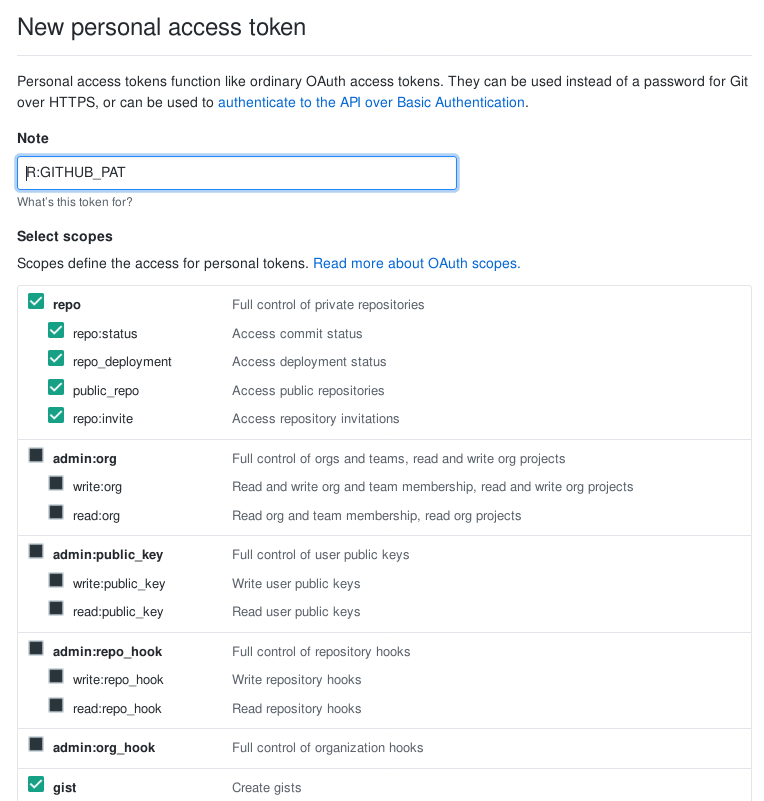 New personal access token
Personal access tokens function like ordinary OAuth access tokens. They can be used instead of a password for Git
over HTTPS, or can be used to authenticate to the API over Basic Authentication.
Note
R:GITHUB_PAT
What's this token for?
Select scopes
Scopes define the access for personal tokens. Read more about OAuth scopes.
repo Full control of private repositories
repo:status Access commit status
repo_deployment Access deployment status
public_repo Access public repositories
repo:invite Access repository invitations
admin:org Full control of orgs and teams, read and write org projects
write:org Read and write org and team membership, read and write org projects
read:org Read org and team membership, read org projects
admin:public_key Full control of user public keys
write:public_key Write user public keys
read:public_key Read user public keys
admin:repo_hook Full control of repository hooks
write:repo_hook Write repository hooks
read:repo_hook Read repository hooks
admin:org_hook Full control of organization hooks
gist Create gists